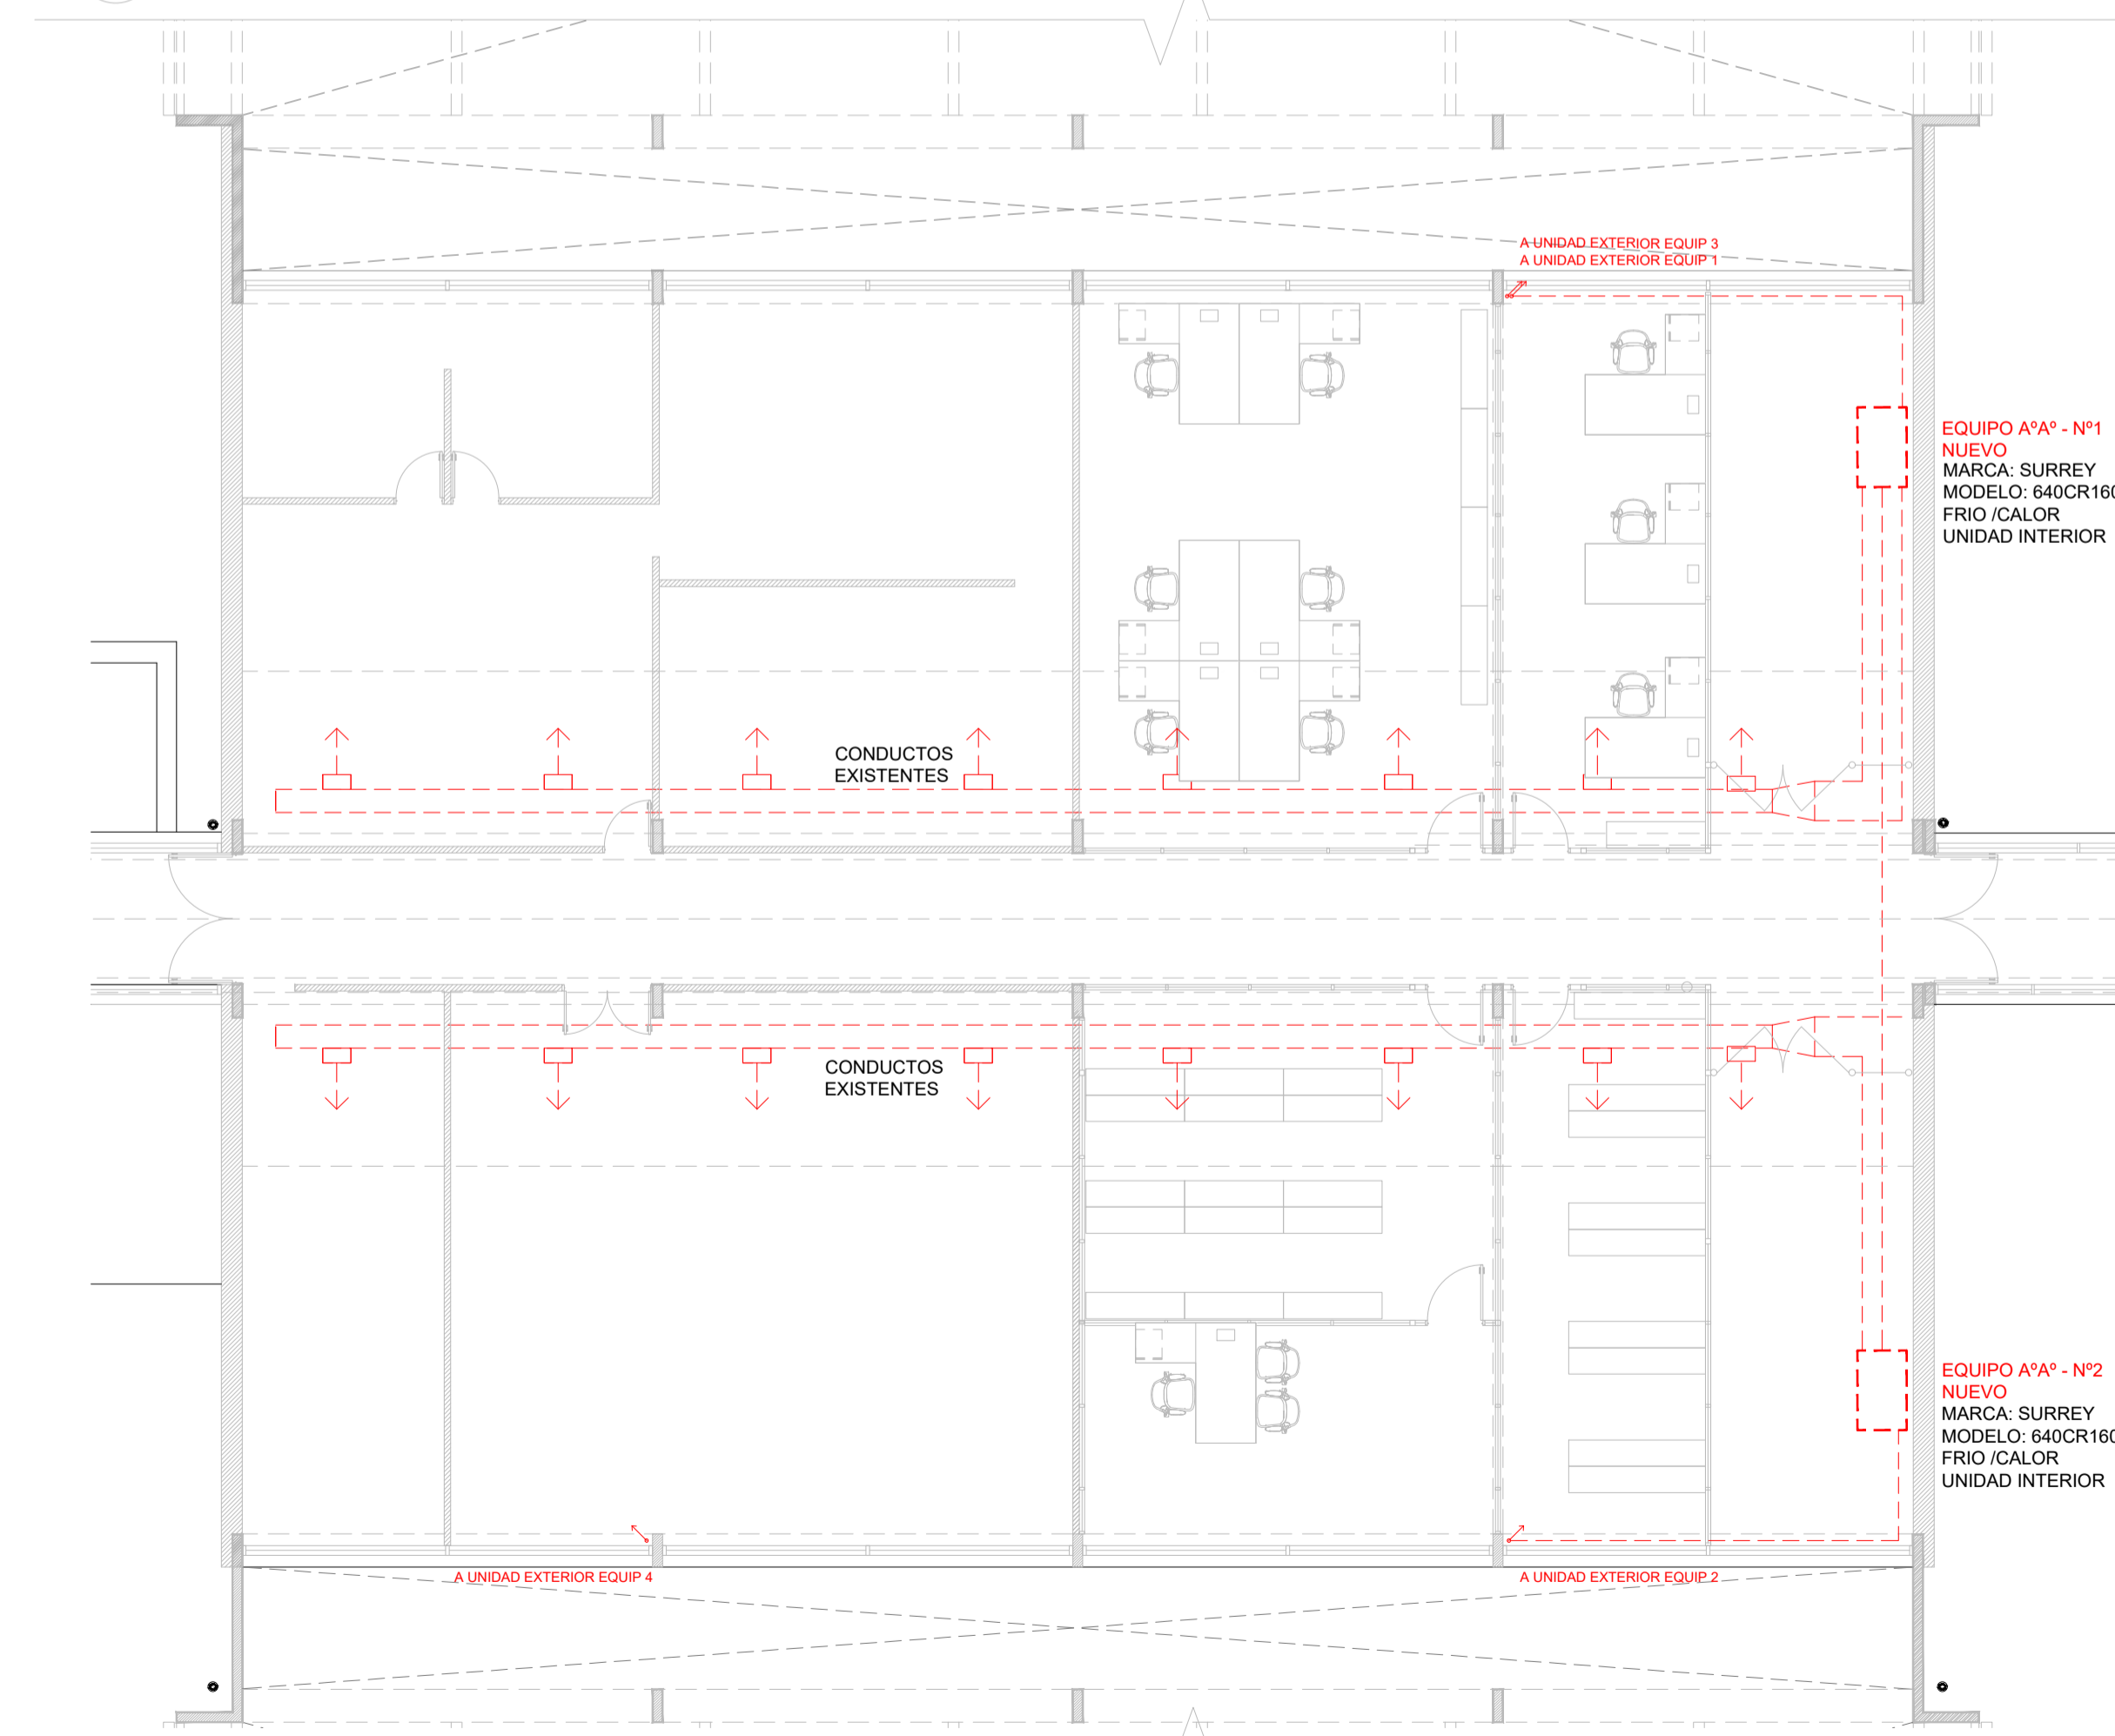 A UNIDAD EXTERIOR EQUIP 3
A UNIDAD EXTERIOR EQUIP 1
EQUIPO AºAº - Nº1
NUEVO
MARCA: SURREY
MODELO: 640CR160
FRIO /CALOR
UNIDAD INTERIOR
CONDUCTOS
EXISTENTES
CONDUCTOS
EXISTENTES
EQUIPO AºAº - Nº2
NUEVO
MARCA: SURREY
MODELO: 640CR160
FRIO /CALOR
UNIDAD INTERIOR
A UNIDAD EXTERIOR EQUIP 4
A UNIDAD EXTERIOR EQUIP 2